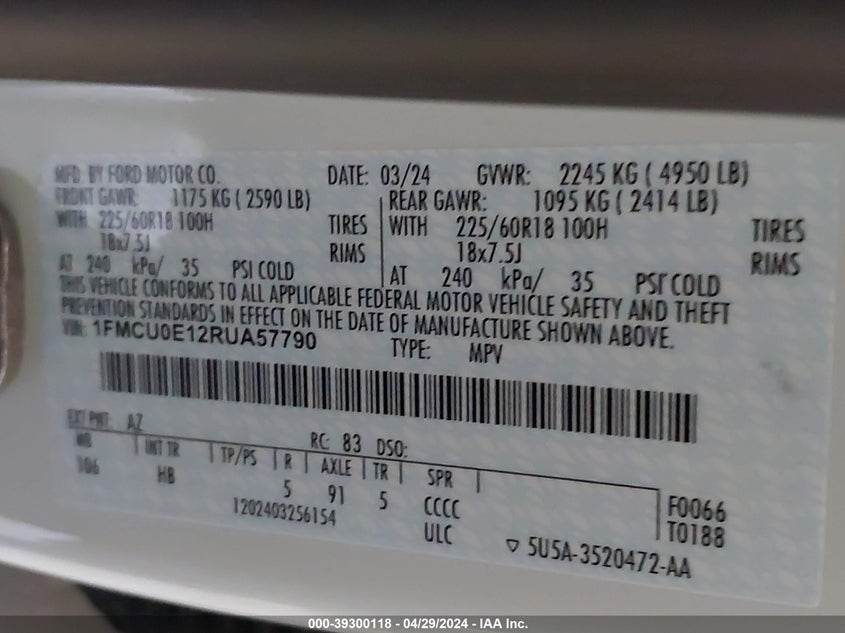 MFD. BY FORD MOTOR CO. DATE: 03/24 GVWR: 2245 KG ( 4950 LB)
FRONT GAWR: 1175 KG ( 2590 LB) REAR GAWR: 1095 KG ( 2414 LB)
WITH 225/60R18 100H TIRES WITH 225/60R18 100H TIRES
18x7.5J RIMS 18x7.5J RIMS
AT 240 kPa/ 35 PSI COLD AT 240 kPa/ 35 PSI COLD
THIS VEHICLE CONFORMS TO ALL APPLICABLE FEDERAL MOTOR VEHICLE SAFETY AND THEFT
PREVENTION STANDARDS IN EFFECT ON THE DATE OF MANUFACTURE SHOWN ABOVE.
VIN: 1FMCU0E12RUA57790 TYPE: MPV
EXT PNT: AZ RC: 83 DSO:
WB INT TR TP/PS R AXLE TR SPR
106 HB 5 91 5 CCCC F0066
1202403256154 ULC T0188
5U5A-3520472-AA
000-39300118 - 04/29/2024 - IAA Inc.